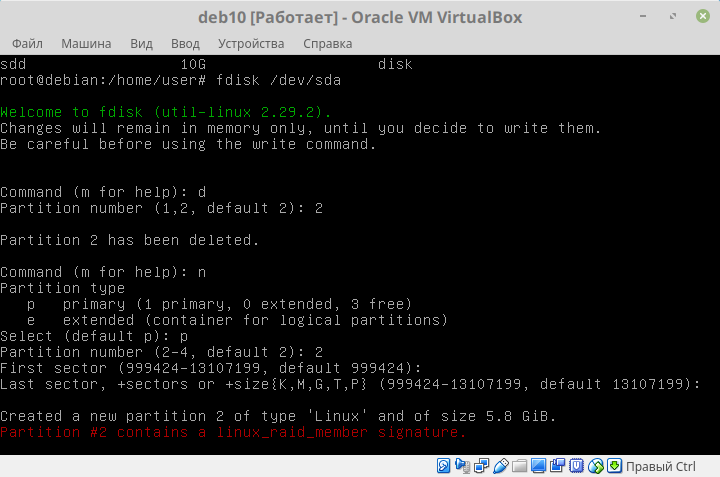 deb10 [Работает] - Oracle VM VirtualBox
Файл Машина Вид Ввод Устройства Справка
sdd 10G disk
root@debian:/home/user# fdisk /dev/sda
Welcome to fdisk (util-linux 2.29.2).
Changes will remain in memory only, until you decide to write them.
Be careful before using the write command.
Command (m for help): d
Partition number (1,2, default 2): 2
Partition 2 has been deleted.
Command (m for help): n
Partition type
p primary (1 primary, 0 extended, 3 free)
e extended (container for logical partitions)
Select (default p): p
Partition number (2-4, default 2): 2
First sector (999424-13107199, default 999424):
Last sector, +sectors or +size{K,M,G,T,P} (999424-13107199, default 13107199):
Created a new partition 2 of type 'Linux' and of size 5.8 GiB.
Partition #2 contains a linux_raid_member signature.
Правый Ctrl